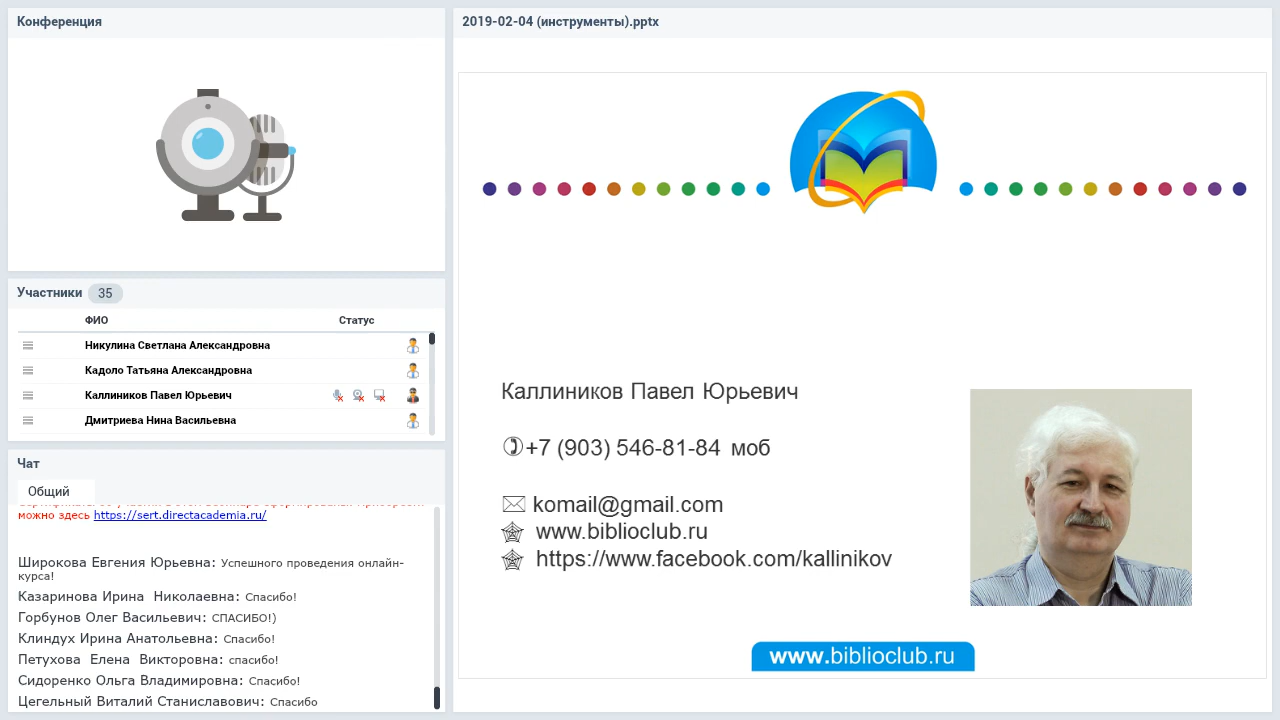 Конференция
Участники 35
ФИО Статус
Никулина Светлана Александровна
Кадоло Татьяна Александровна
Каллиников Павел Юрьевич
Дмитриева Нина Васильевна
Чат
Общий
можно здесь https://sert.directacademia.ru/
Широкова Евгения Юрьевна: Успешного проведения онлайн-
курса!
Казаринова Ирина Николаевна: Спасибо!
Горбунов Олег Васильевич: СПАСИБО!)
Клиндух Ирина Анатольевна: Спасибо!
Петухова Елена Викторовна: спасибо!
Сидоренко Ольга Владимировна: Спасибо!
Цегельный Виталий Станиславович: Спасибо
2019-02-04 (инструменты).pptx
Каллиников Павел Юрьевич
+7 (903) 546-81-84 моб
komail@gmail.com
www.biblioclub.ru
https://www.facebook.com/kallinikov
www.biblioclub.ru